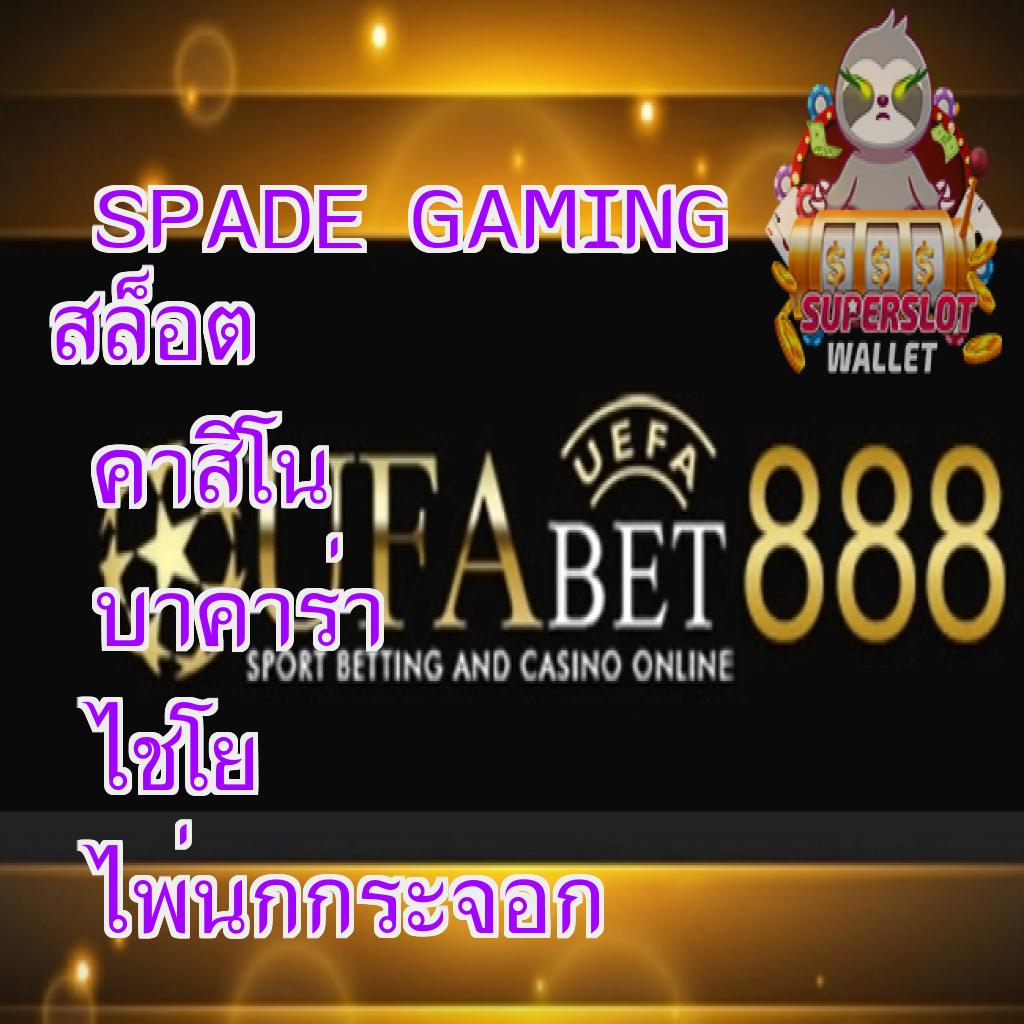 SPADE GAMING
สล็อต
$ $ $
SUPERSLOT
WALLET
คาสิโน
UEFA
UFABET888
บาคาร่า
SPORT BETTING AND CASINO ONLINE
ไชโย
ไพ่นกกระจอก